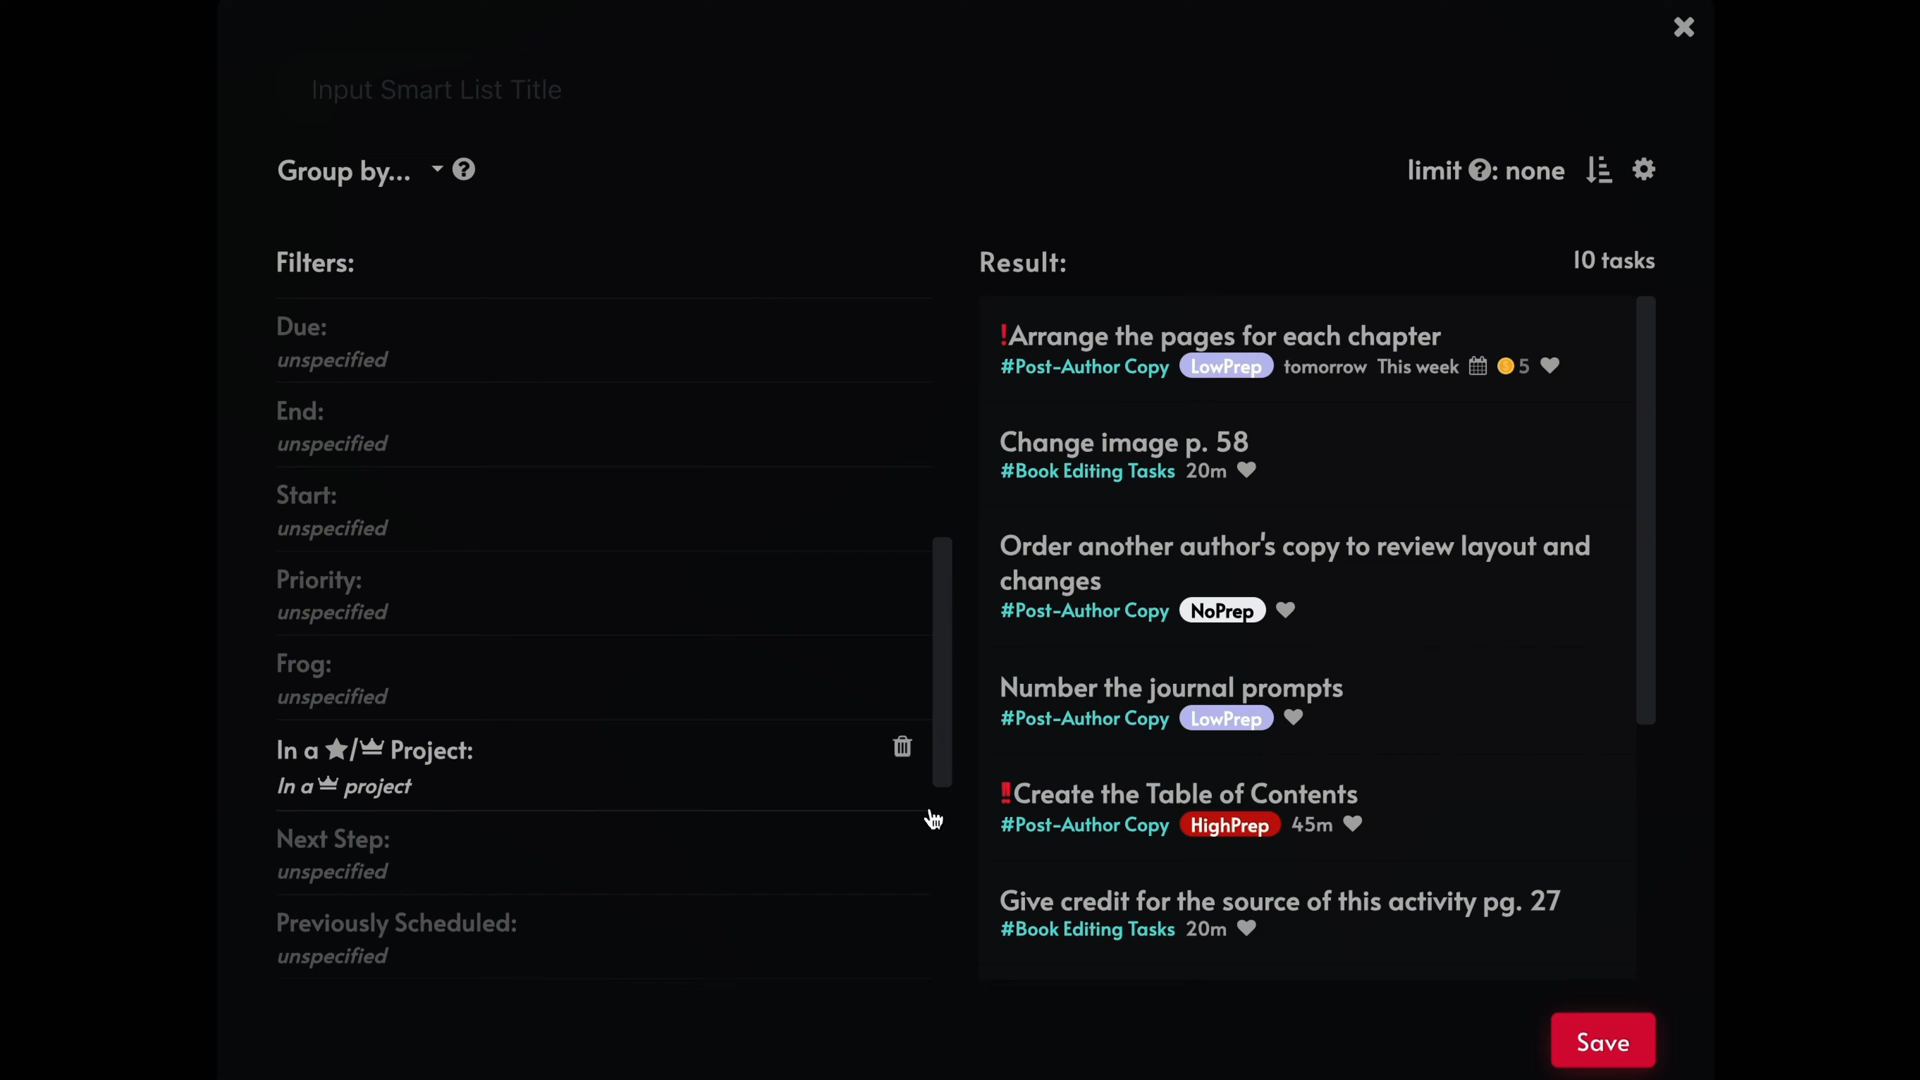 Input Smart List Title
Group by...
limit : none
Filters:
Result:
10 tasks
Due:
unspecified
End:
unspecified
Start:
unspecified
Priority:
unspecified
Frog:
unspecified
In a / Project:
In a project
Next Step:
unspecified
Previously Scheduled:
unspecified
!Arrange the pages for each chapter
#Post-Author Copy LowPrep tomorrow This week 5
Change image p. 58
#Book Editing Tasks 20m
Order another author's copy to review layout and
changes
#Post-Author Copy NoPrep
Number the journal prompts
#Post-Author Copy LowPrep
!!Create the Table of Contents
#Post-Author Copy HighPrep 45m
Give credit for the source of this activity pg. 27
#Book Editing Tasks 20m
Save